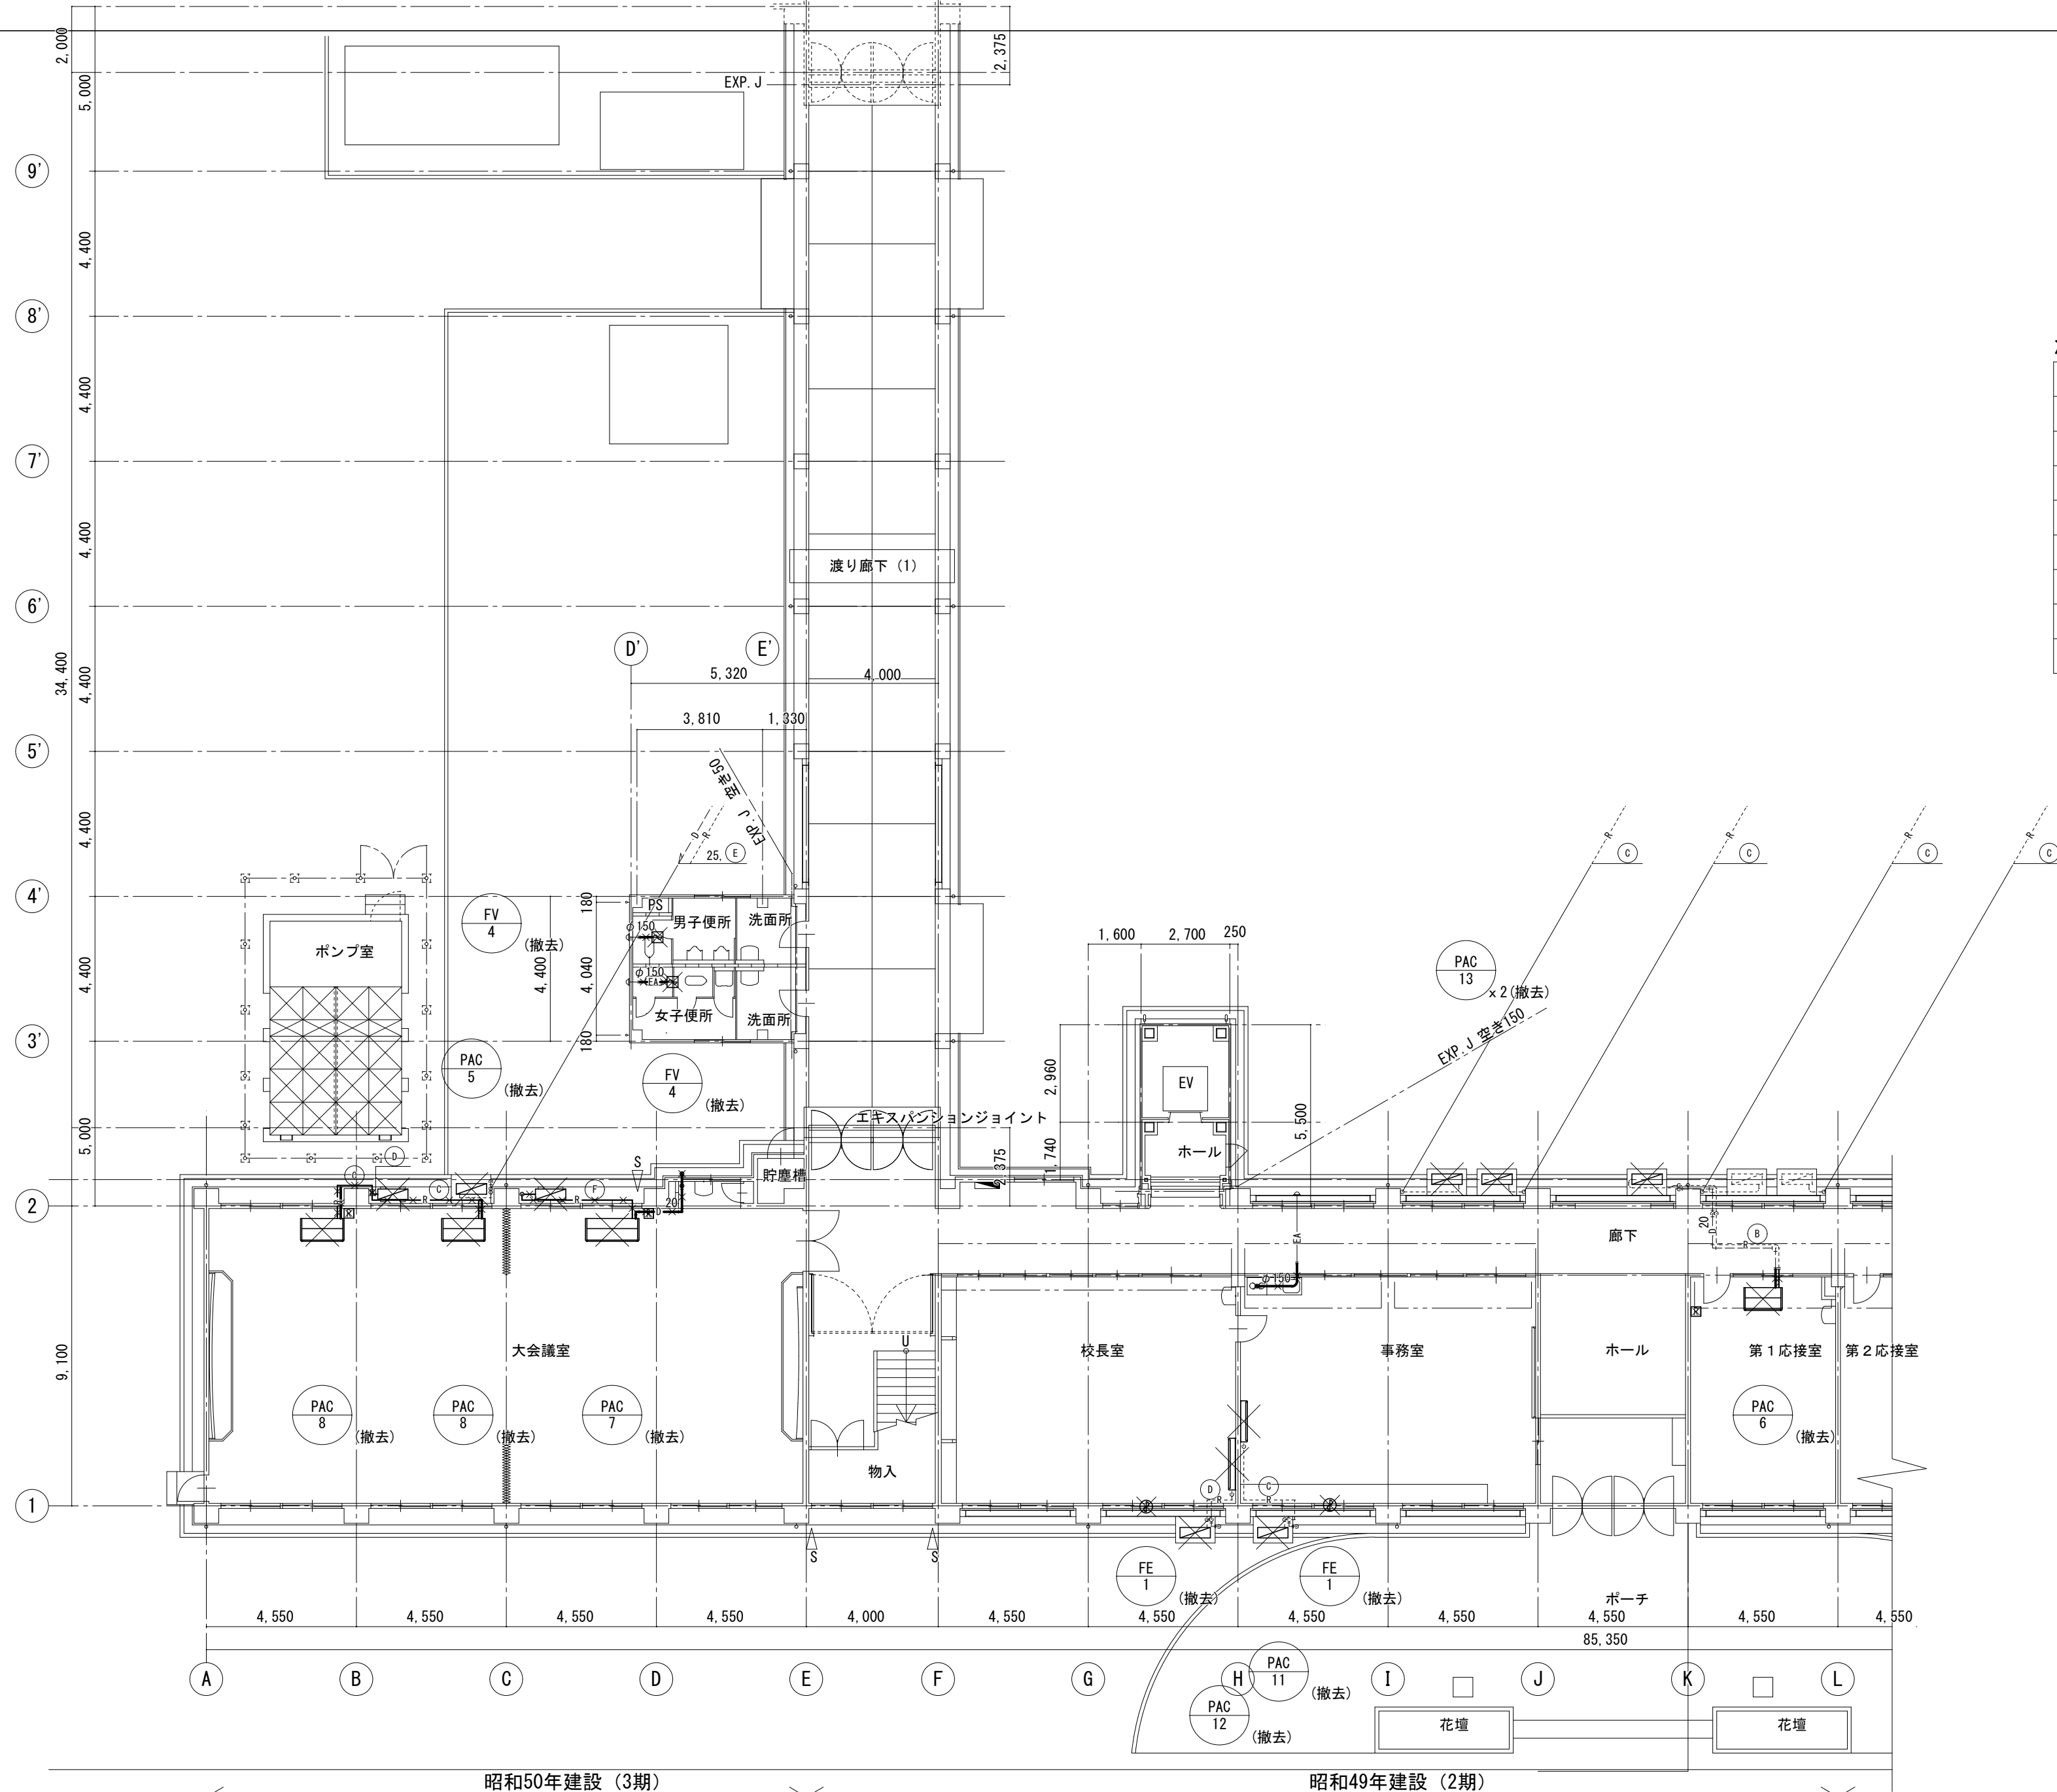 2,000
2,375
EXP.J
5,000
9'
4,400
8'
4,400
7'
4,400
渡り廊下 (1)
6'
34,400
D'
E'
4,400
5,320
4,000
3,810
1,330
5'
EXP.J 空き50
D
R
25,
E
R
C
R
C
R
C
R
C
4,400
4'
FV
4
(撤去)
180
PS
男子便所
洗面所
φ150
ポンプ室
4,400
4,400
4,040
φ150
EA
女子便所
洗面所
180
1,600
2,700
250
PAC
13
x2(撤去)
EXP.J 空き150
3'
PAC
5
(撤去)
FV
4
(撤去)
2,960
EV
5,500
エキスパンションジョイント
5,000
1,740
2,375
ホール
貯塵槽
S
D
C
C
R
F
R
D
20
2
廊下
EA
φ150
20
D
B
R
9,100
大会議室
U
校長室
事務室
ホール
第1応接室
第2応接室
PAC
8
(撤去)
PAC
8
(撤去)
PAC
7
(撤去)
PAC
6
(撤去)
物入
D
R
C
R
1
S
S
FE
1
(撤去)
FE
1
(撤去)
ポーチ
4,550
4,550
4,550
4,550
4,000
4,550
4,550
4,550
4,550
4,550
4,550
4,550
85,350
A
B
C
D
E
F
G
H
I
J
K
L
PAC
11
(撤去)
PAC
12
(撤去)
花壇
花壇
昭和50年建設 (3期)
昭和49年建設 (2期)